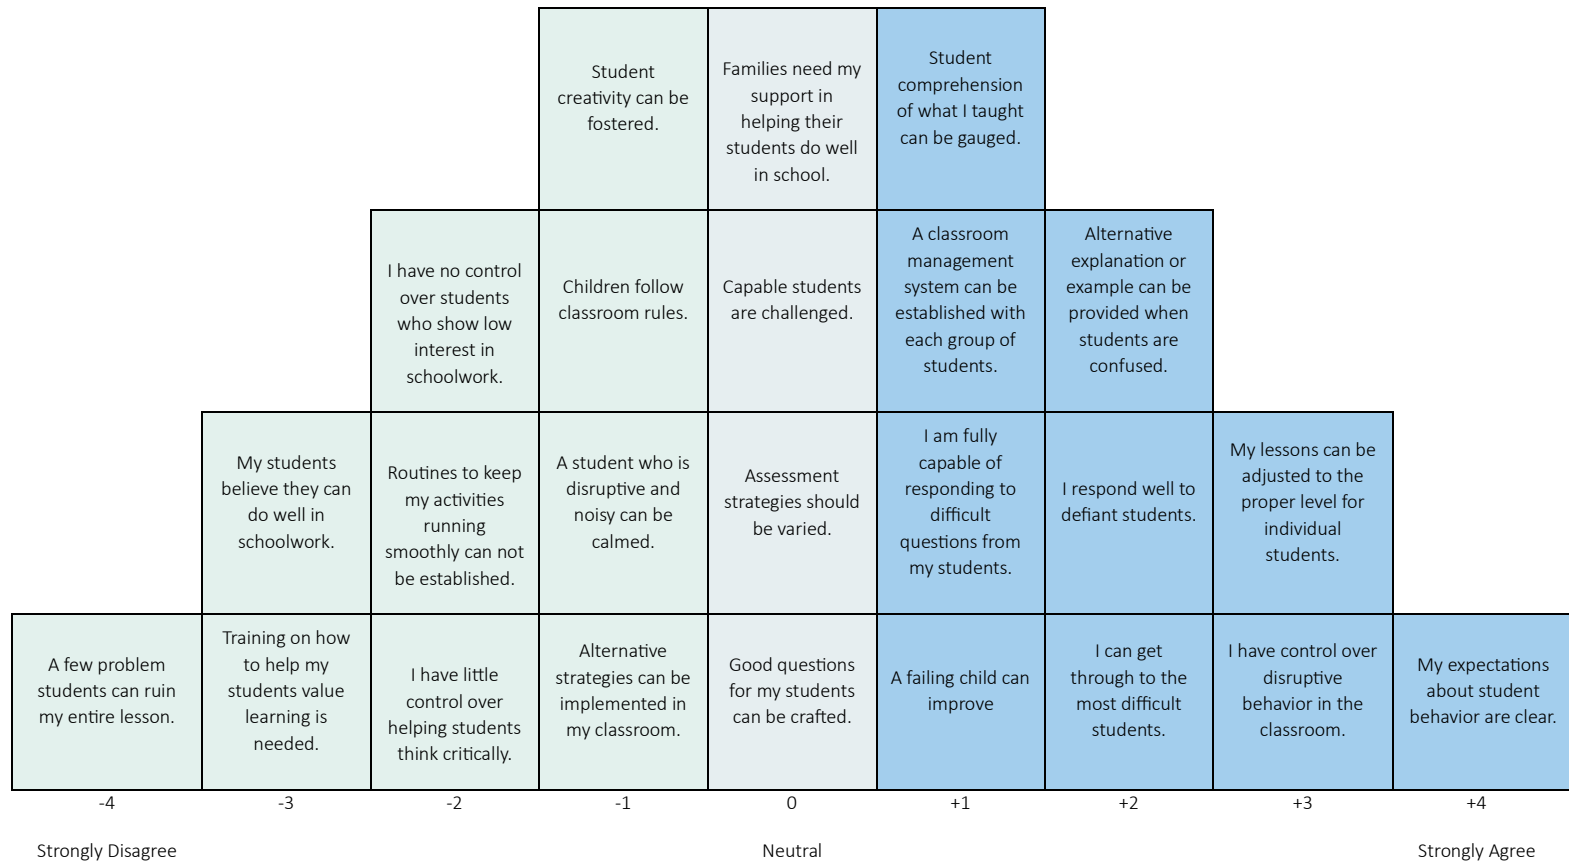 Student
creativity can be
fostered.
Families need my
support in
helping their
students do well
in school.
Student
comprehension
of what I taught
can be gauged.
I have no control
over students
who show low
interest in
schoolwork.
Children follow
classroom rules.
Capable students
are challenged.
A classroom
management
system can be
established with
each group of
students.
Alternative
explanation or
example can be
provided when
students are
confused.
My students
believe they can
do well in
schoolwork.
Routines to keep
my activities
running
smoothly can not
be established.
A student who is
disruptive and
noisy can be
calmed.
Assessment
strategies should
be varied.
I am fully
capable of
responding to
difficult
questions from
my students.
I respond well to
defiant students.
My lessons can be
adjusted to the
proper level for
individual
students.
A few problem
students can ruin
my entire lesson.
Training on how
to help my
students value
learning is
needed.
I have little
control over
helping students
think critically.
Alternative
strategies can be
implemented in
my classroom.
Good questions
for my students
can be crafted.
A failing child can
improve
I can get
through to the
most difficult
students.
I have control over
disruptive
behavior in the
classroom.
My expectations
about student
behavior are clear.
-4 -3 -2 -1 0 +1 +2 +3 +4
Strongly Disagree Neutral Strongly Agree